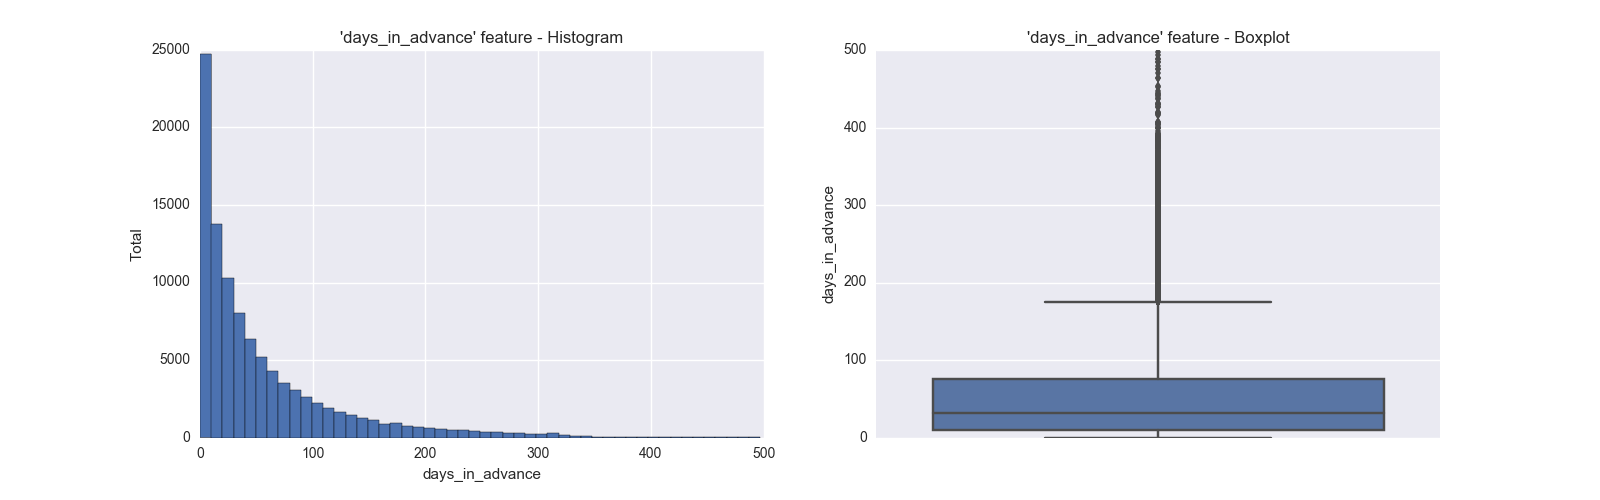 'days_in_advance' feature - Histogram
25000
20000
15000
10000
5000
0
Total
0 100 200 300 400 500
days_in_advance
'days_in_advance' feature - Boxplot
500
400
300
200
100
0
days_in_advance